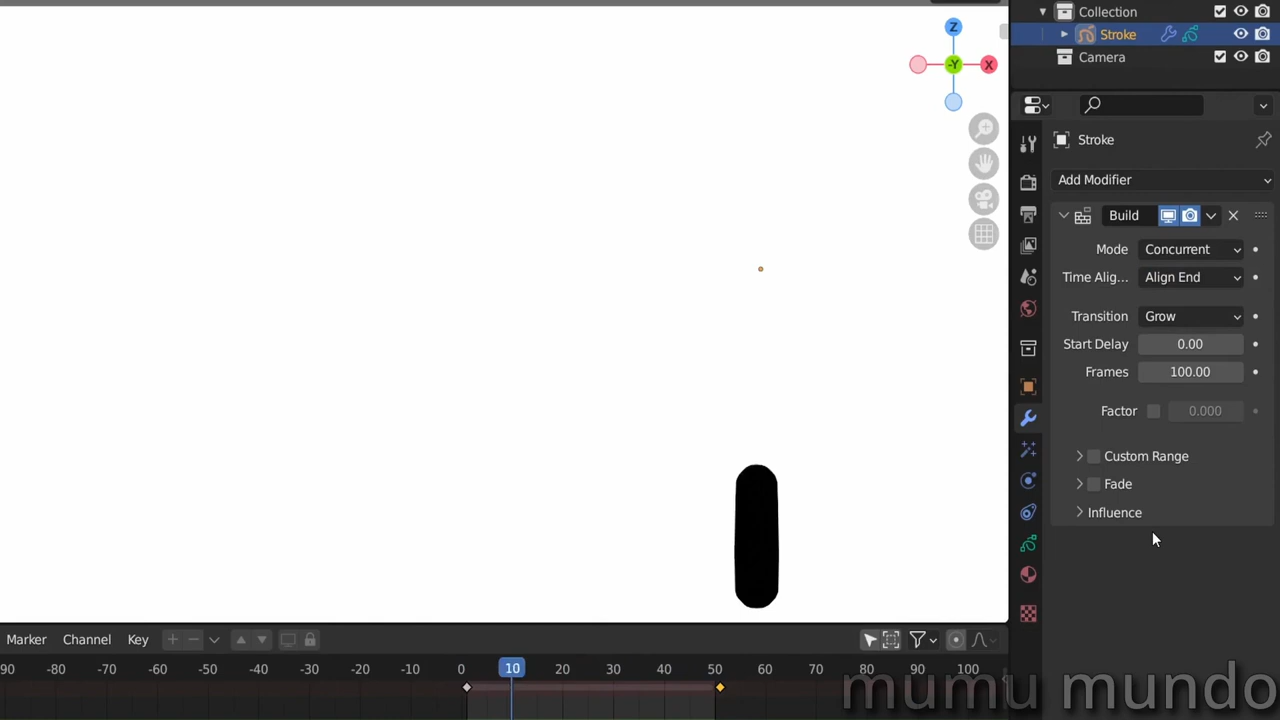 Collection
Stroke
Camera
Z
-Y
X
Stroke
Add Modifier
Build
Mode Concurrent
Time Alig... Align End
Transition Grow
Start Delay 0.00
Frames 100.00
Factor 0.000
Custom Range
Fade
Influence
Marker Channel Key
90 -80 -70 -60 -50 -40 -30 -20 -10 0 10 20 30 40 50 60 70 80 90 100
mumu mundo